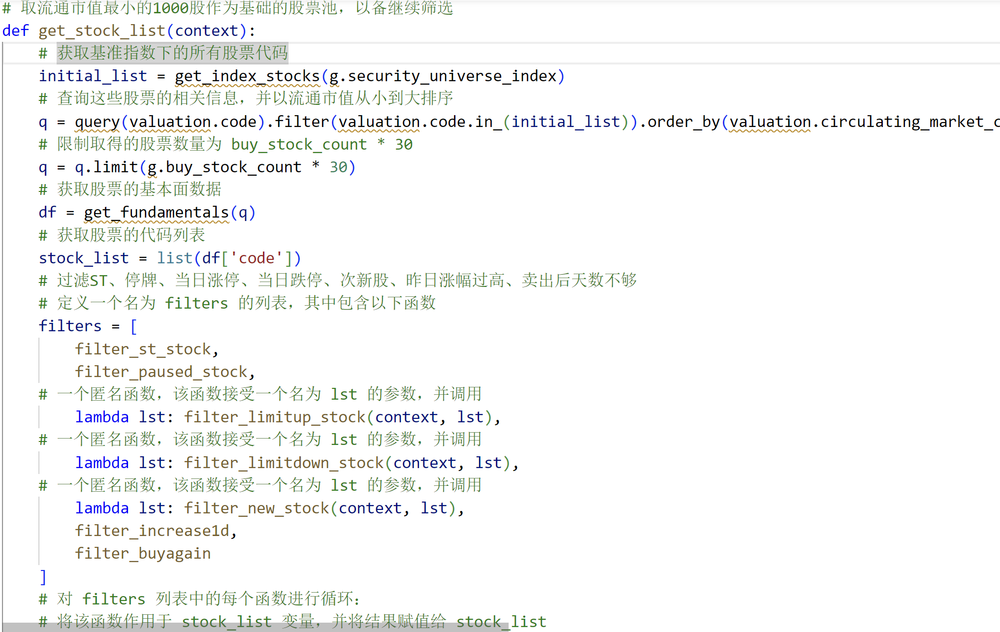 # 取流通市值最小的1000股作为基础的股票池，以备继续筛选
def get_stock_list(context):
    # 获取基准指数下的所有股票代码
    initial_list = get_index_stocks(g.security_universe_index)
    # 查询这些股票的相关信息，并以流通市值从小到大排序
    q = query(valuation.code).filter(valuation.code.in_(initial_list)).order_by(valuation.circulating_market_c
    # 限制取得的股票数量为 buy_stock_count * 30
    q = q.limit(g.buy_stock_count * 30)
    # 获取股票的基本面数据
    df = get_fundamentals(q)
    # 获取股票的代码列表
    stock_list = list(df['code'])
    # 过滤ST、停牌、当日涨停、当日跌停、次新股、昨日涨幅过高、卖出后天数不够
    # 定义一个名为 filters 的列表，其中包含以下函数
    filters = [
        filter_st_stock,
        filter_paused_stock,
    # 一个匿名函数，该函数接受一个名为 lst 的参数，并调用
        lambda lst: filter_limitup_stock(context, lst),
    # 一个匿名函数，该函数接受一个名为 lst 的参数，并调用
        lambda lst: filter_limitdown_stock(context, lst),
    # 一个匿名函数，该函数接受一个名为 lst 的参数，并调用
        lambda lst: filter_new_stock(context, lst),
        filter_increase1d,
        filter_buyagain
    ]
    # 对 filters 列表中的每个函数进行循环：
    # 将该函数作用于 stock_list 变量，并将结果赋值给 stock_list